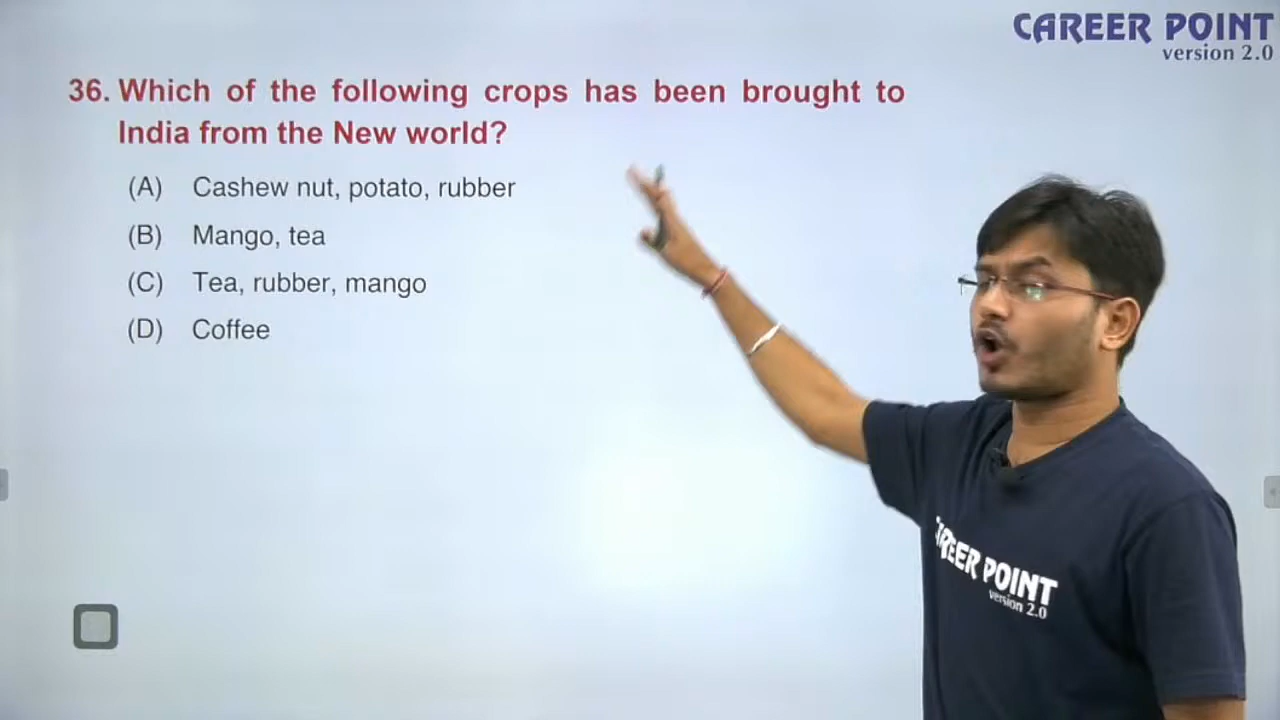 CAREER POINT
version 2.0
36. Which of the following crops has been brought to
India from the New world?
(A) Cashew nut, potato, rubber
(B) Mango, tea
(C) Tea, rubber, mango
(D) Coffee
CAREER POINT
version 2.0